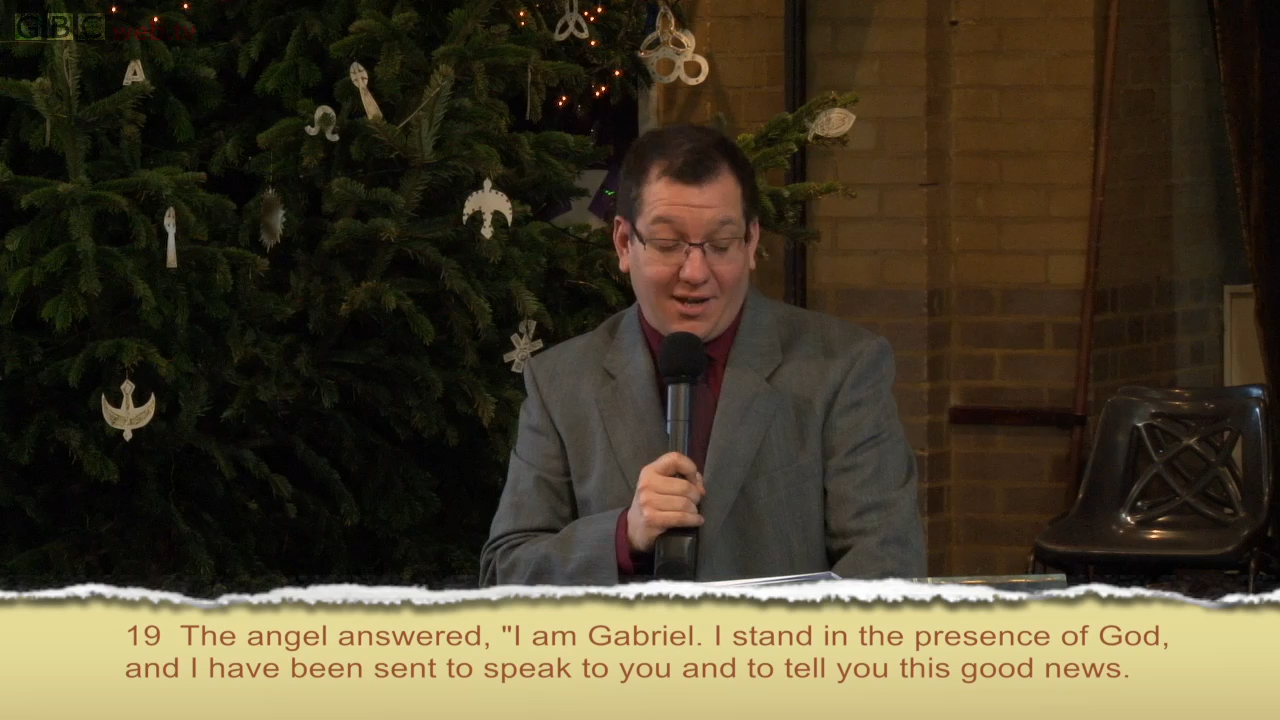 GBC
19 The angel answered, "I am Gabriel. I stand in the presence of God,
and I have been sent to speak to you and to tell you this good news.